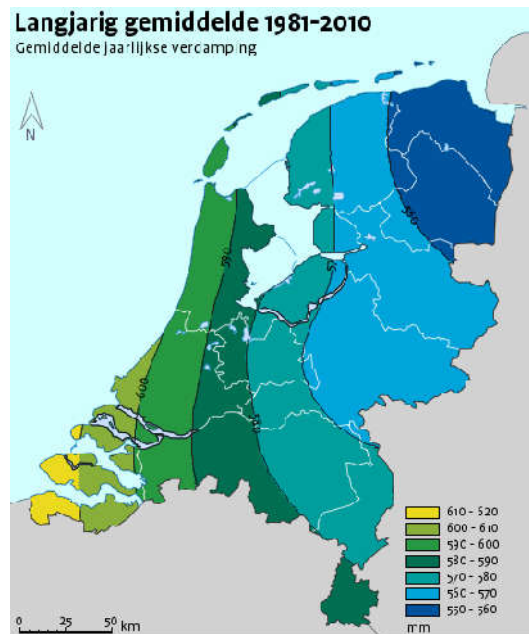 Langjarig gemiddelde 1981-2010
Gemiddelde jaarlijkse verdamping
N
560
590
600
580
610 - 620
600 - 610
590 - 600
580 - 590
570 - 580
560 - 570
550 - 560
mm
0 25 50 km